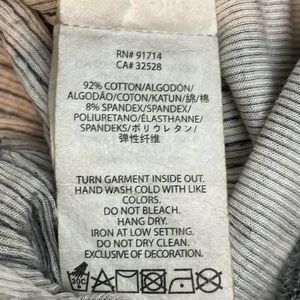 RN# 91714
CA# 32528
92% COTTON/ALGODÓN/
ALGODÃO/COTON/KATUN/綿/棉
8% SPANDEX/SPANDEX/
POLIURETANO/ÉLASTHANNE/
SPANDEKS/ポリウレタン/
弹性纤维
TURN GARMENT INSIDE OUT.
HAND WASH COLD WITH LIKE
COLORS.
DO NOT BLEACH.
HANG DRY.
IRON AT LOW SETTING.
DO NOT DRY CLEAN.
EXCLUSIVE OF DECORATION.
30C